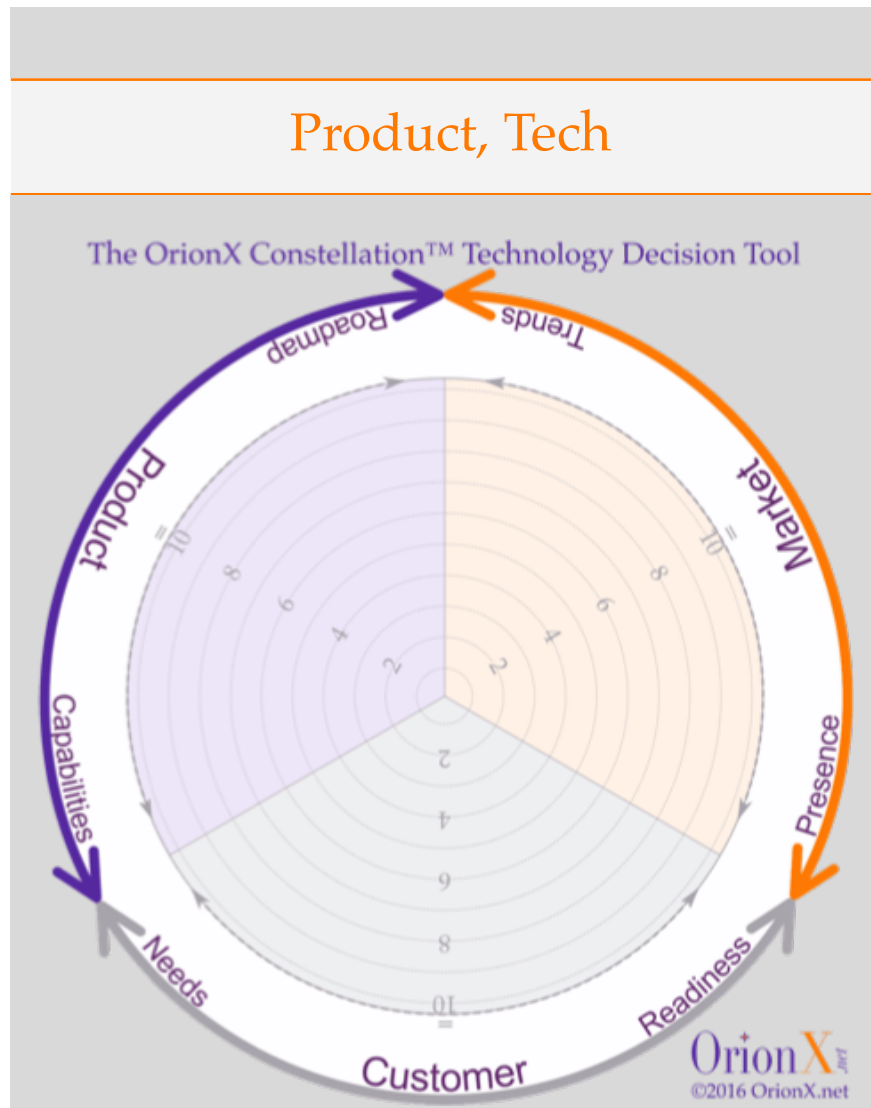 Product, Tech
The OrionX Constellation™ Technology Decision Tool
Roadmap
Trends
Product
Market
10
8
6
4
2
2
4
6
8
10
2
4
6
8
10
Capabilities
Presence
Needs
Readiness
Customer
OrionX.net
©2016 OrionX.net